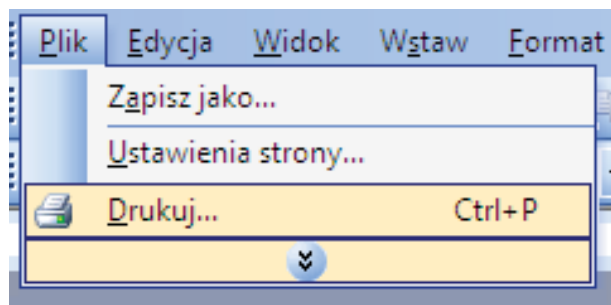 Plik Edycja Widok Wstaw Format
Zapisz jako...
Ustawienia strony...
Drukuj... Ctrl+P